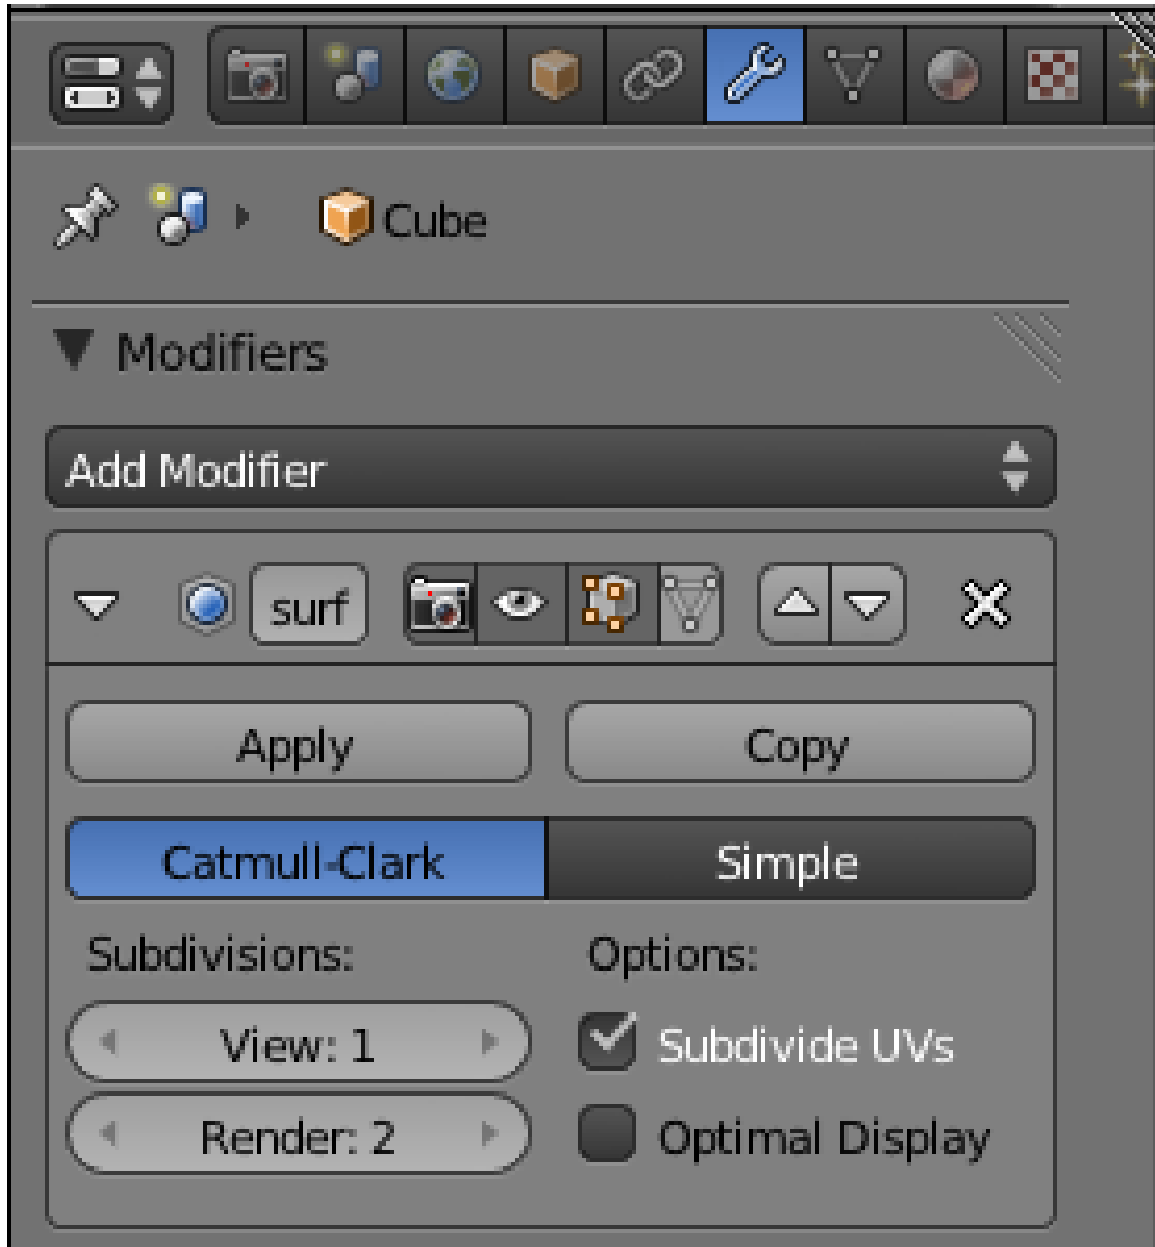 Cube
Modifiers
Add Modifier
surf
Apply Copy
Catmull-Clark Simple
Subdivisions: Options:
View: 1 Subdivide UVs
Render: 2 Optimal Display